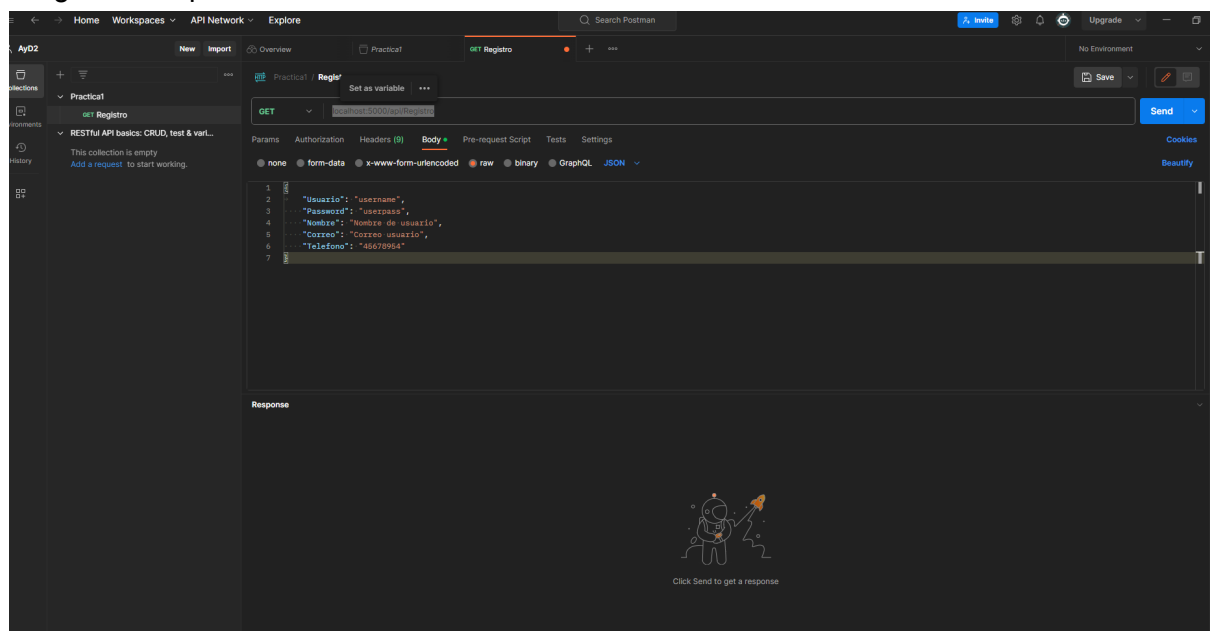 Home Workspaces API Network Explore Search Postman Invite Upgrade
AyD2 New Import Overview Practica1 GET Registro No Environment
Practica1 / Save
Set as variable
Practica1
GET Registro
GET localhost:5000/api/Registro Send
RESTful API basics: CRUD, test & vari...
This collection is empty
Add a request to start working.
Params Authorization Headers (9) Body Pre-request Script Tests Settings Cookies
none form-data x-www-form-urlencoded raw binary GraphQL JSON Beautify
1 {
2 "Usuario": "username",
3 "Password": "userpass",
4 "Nombre": "Nombre de usuario",
5 "Correo": "Correo usuario",
6 "Telefono": "45678954"
7 }
Response
Click Send to get a response